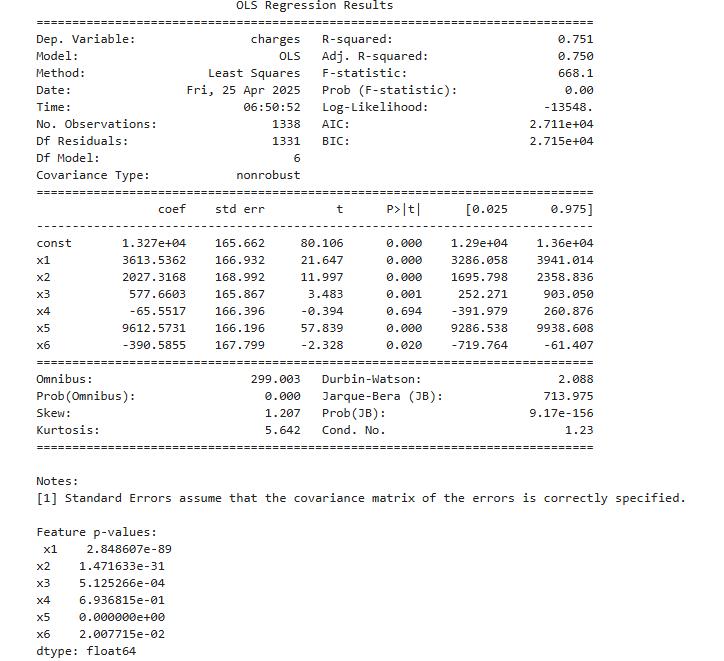 OLS Regression Results
==============================================================================
Dep. Variable:                charges   R-squared:                       0.751
Model:                            OLS   Adj. R-squared:                  0.750
Method:                 Least Squares   F-statistic:                     668.1
Date:                Fri, 25 Apr 2025   Prob (F-statistic):               0.00
Time:                        06:50:52   Log-Likelihood:                -13548.
No. Observations:                1338   AIC:                         2.711e+04
Df Residuals:                    1331   BIC:                         2.715e+04
Df Model:                           6
Covariance Type:            nonrobust
==============================================================================
                 coef    std err          t      P>|t|      [0.025      0.975]
------------------------------------------------------------------------------
const       1.327e+04    165.662     80.106      0.000    1.29e+04    1.36e+04
x1          3613.5362    166.932     21.647      0.000    3286.058    3941.014
x2          2027.3168    168.992     11.997      0.000    1695.798    2358.836
x3           577.6603    165.867      3.483      0.001     252.271     903.050
x4           -65.5517    166.396     -0.394      0.694    -391.979     260.876
x5          9612.5731    166.196     57.839      0.000    9286.538    9938.608
x6          -390.5855    167.799     -2.328      0.020    -719.764     -61.407
==============================================================================
Omnibus:                      299.003   Durbin-Watson:                   2.088
Prob(Omnibus):                  0.000   Jarque-Bera (JB):              713.975
Skew:                           1.207   Prob(JB):                    9.17e-156
Kurtosis:                       5.642   Cond. No.                         1.23
==============================================================================
Notes:
[1] Standard Errors assume that the covariance matrix of the errors is correctly specified.
Feature p-values:
 x1    2.848607e-89
x2    1.471633e-31
x3    5.125266e-04
x4    6.936815e-01
x5    0.000000e+00
x6    2.007715e-02
dtype: float64